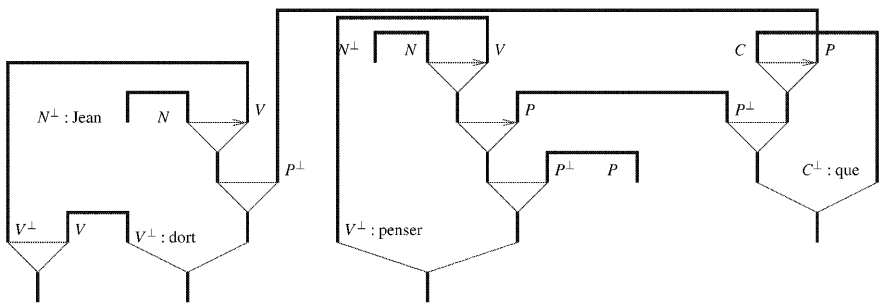 N⊥ N V C P
N⊥ : Jean N V P P⊥
P⊥ P⊥ P C⊥ : que
V⊥ V V⊥ : dort V⊥ : penser